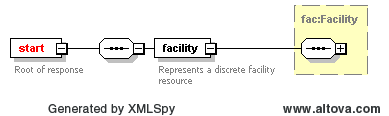 fac:Facility
start
facility
Root of response
Represents a discrete facility
resource
Generated by XMLSpy
www.altova.com